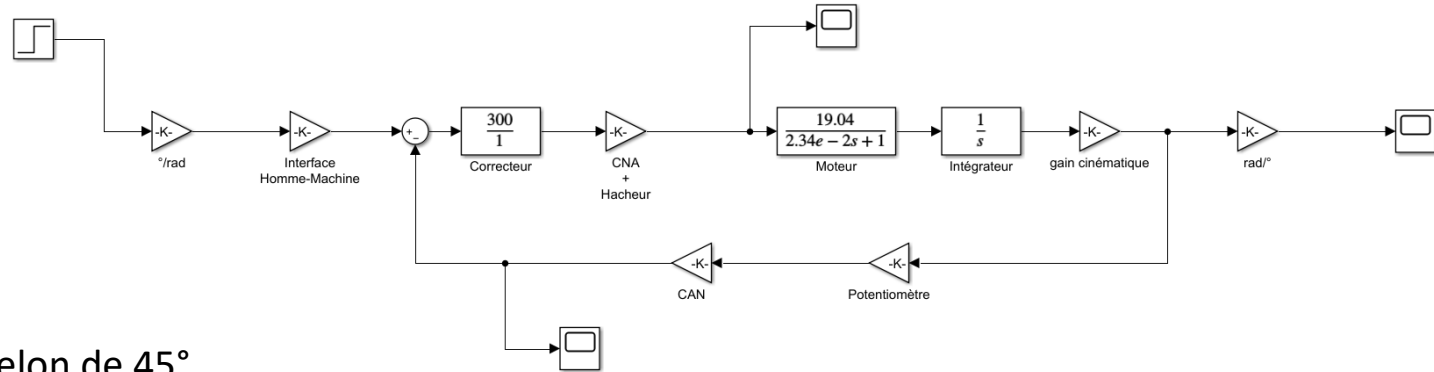 -K-
°/rad
-K-
Interface
Homme-Machine
+
-
300
1
Correcteur
-K-
CNA
+
Hacheur
19.04
2.34e − 2s + 1
Moteur
1
s
Intégrateur
-K-
gain cinématique
-K-
rad/°
-K-
CAN
-K-
Potentiomètre
elon de 45°